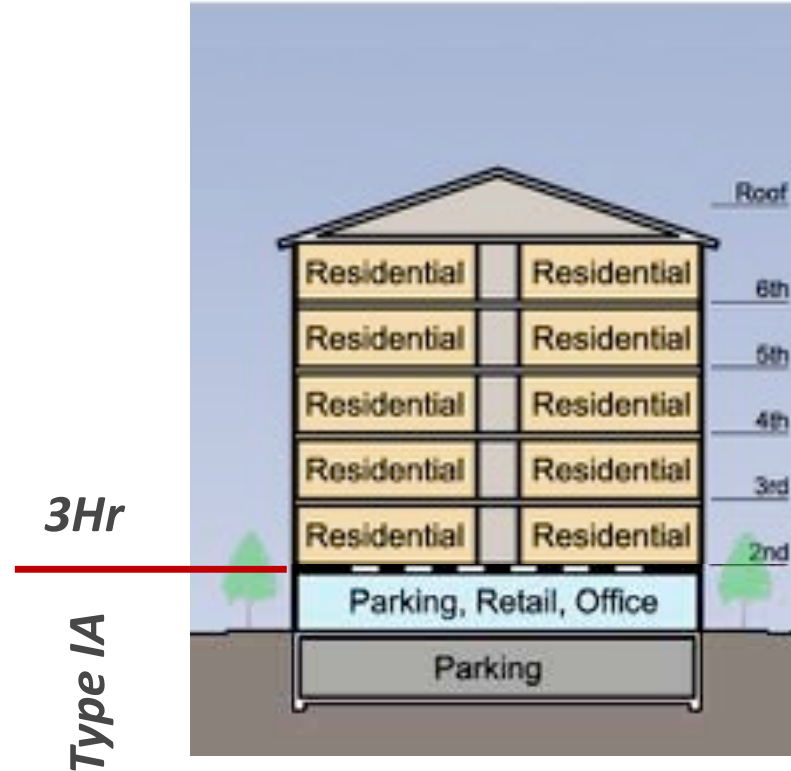 Roof
Residential Residential
6th
Residential Residential
5th
Residential Residential
4th
Residential Residential
3rd
3Hr
Residential Residential
2nd
Parking, Retail, Office
Type IA
Parking